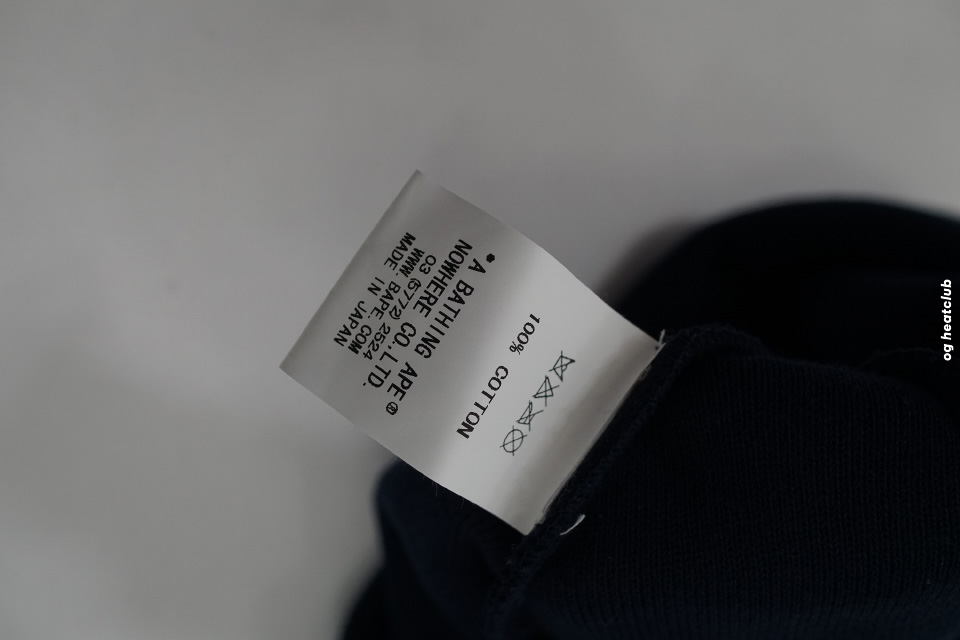 100% COTTON
* A BATHING APE®
NOWHERE CO.,LTD.
03 (5772) 2524
WWW. BAPE. COM
MADE IN JAPAN
og heatclub